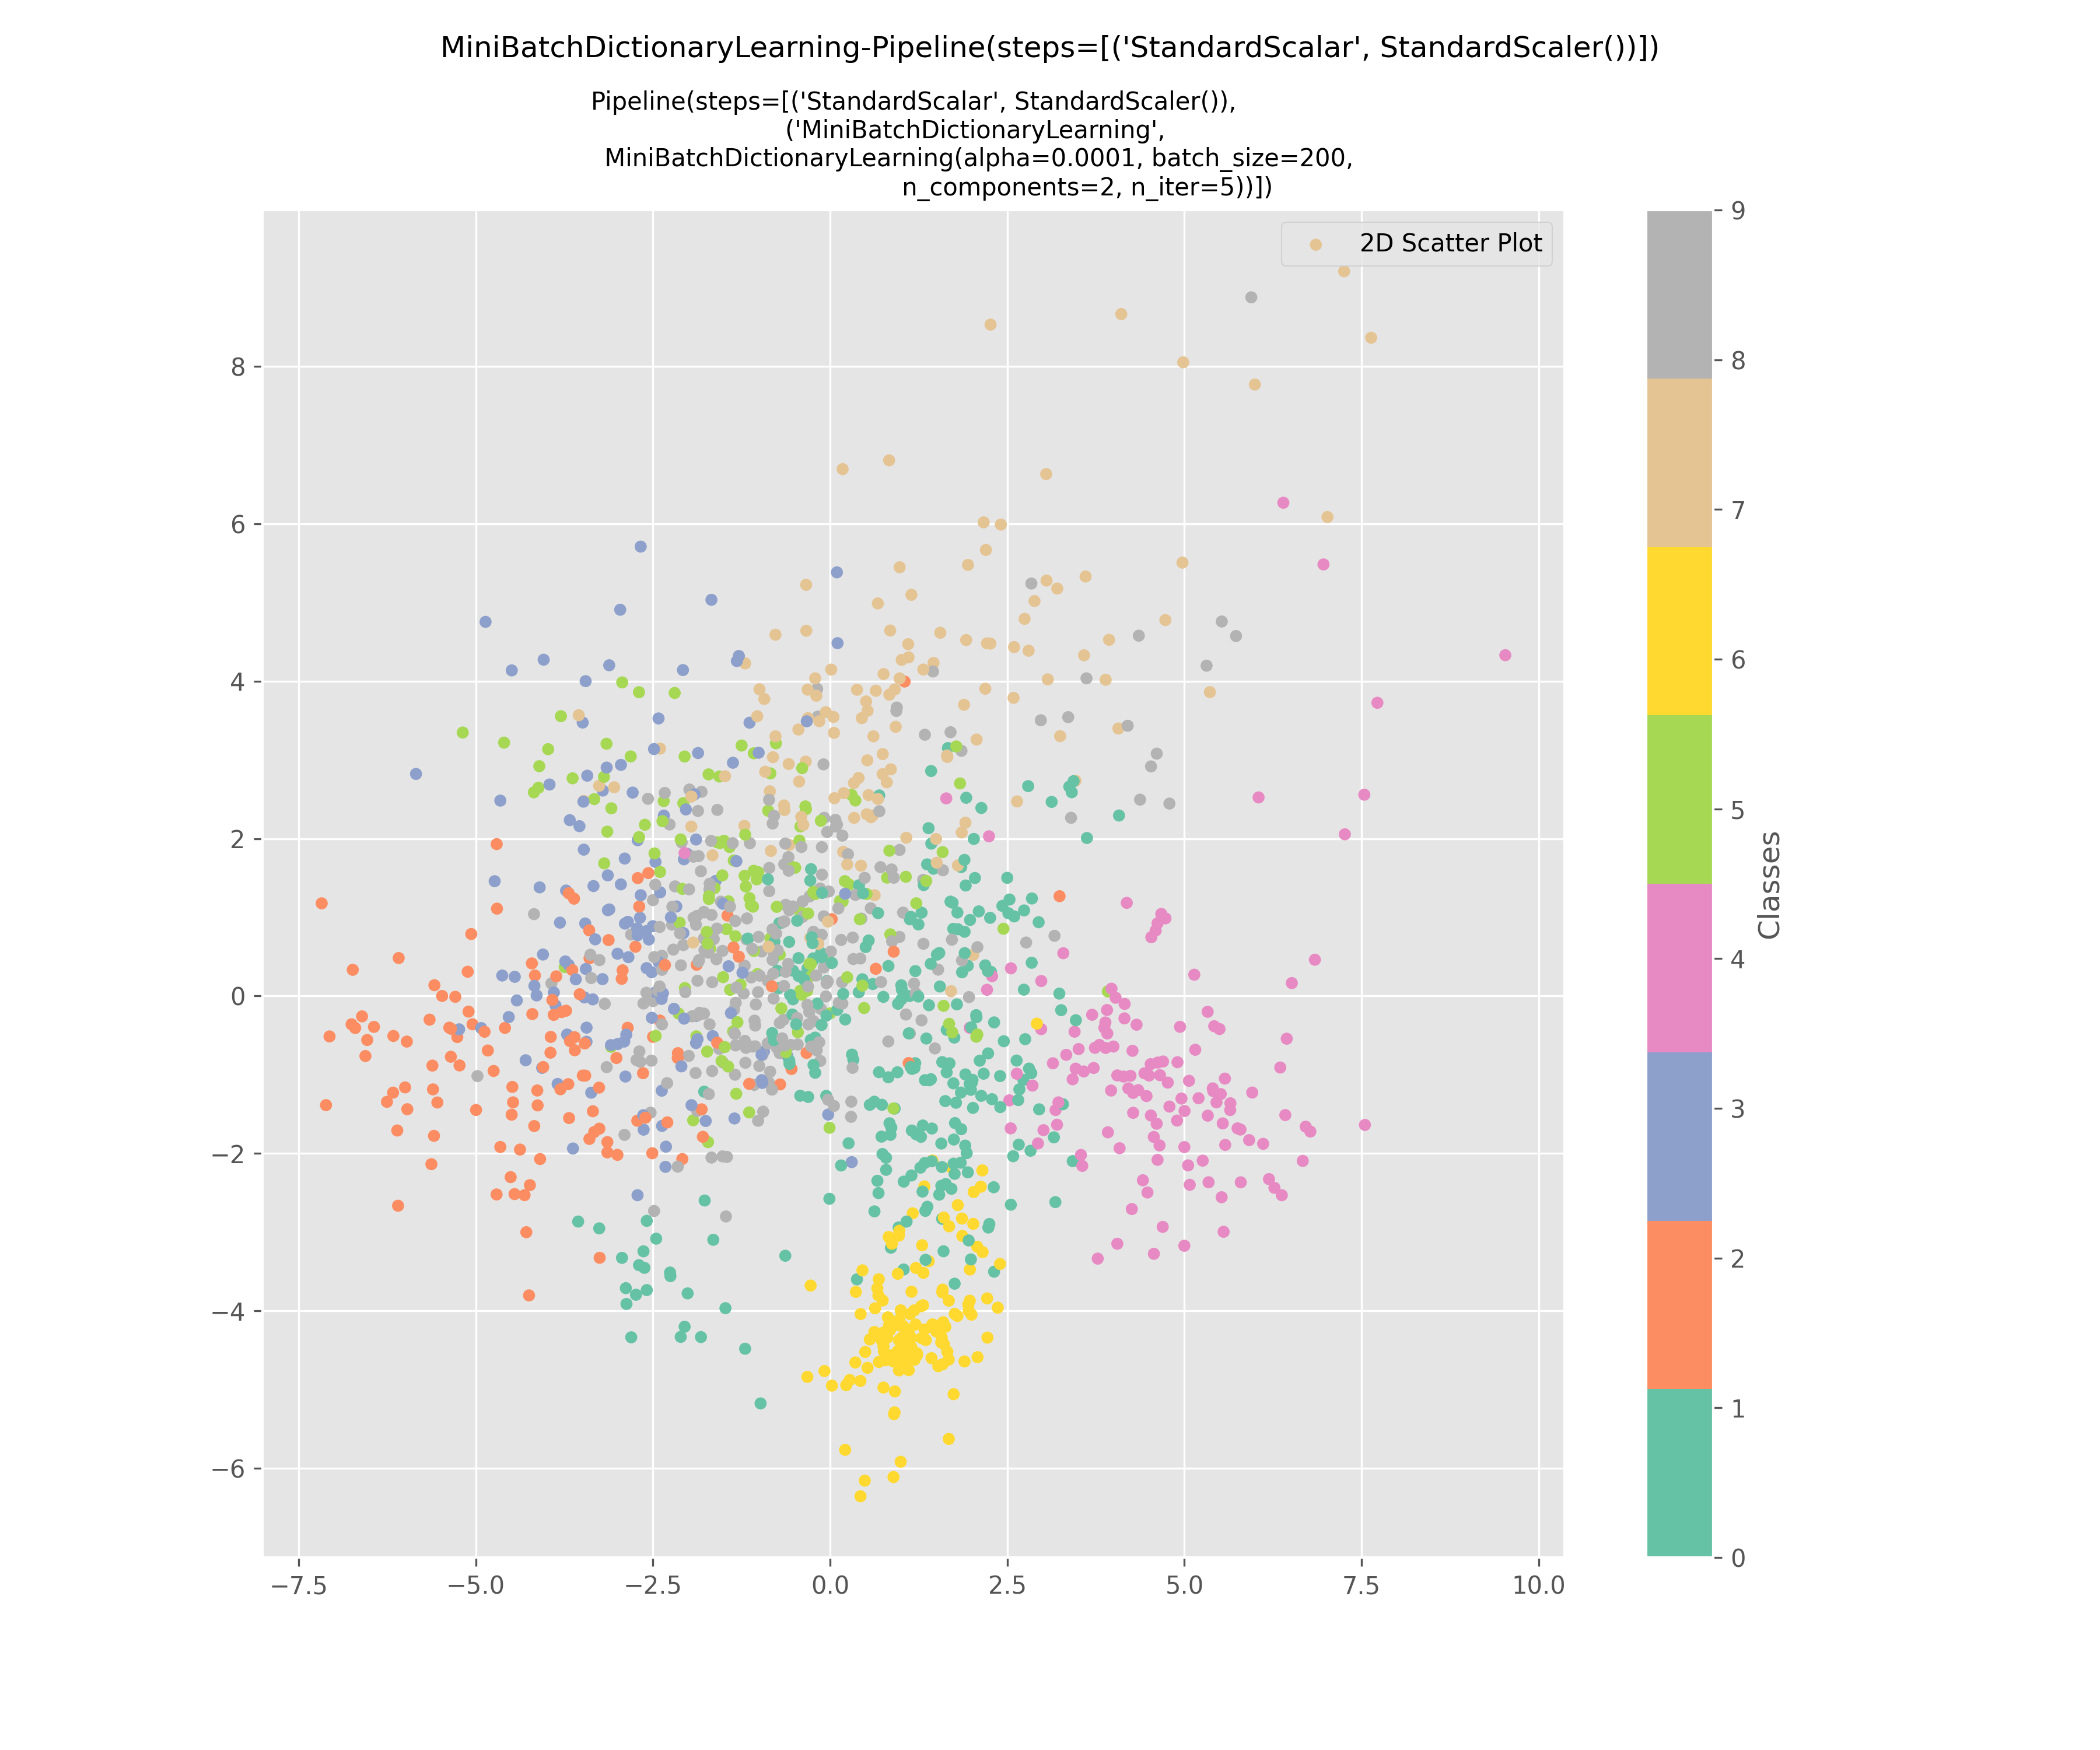 MiniBatchDictionaryLearning-Pipeline(steps=[('StandardScalar', StandardScaler())])
Pipeline(steps=[('StandardScalar', StandardScaler()),
('MiniBatchDictionaryLearning',
MiniBatchDictionaryLearning(alpha=0.0001, batch_size=200,
n_components=2, n_iter=5))])
2D Scatter Plot
8
6
4
2
0
−2
−4
−6
−7.5 −5.0 −2.5 0.0 2.5 5.0 7.5 10.0
9
8
7
6
5
4
3
2
1
0
Classes